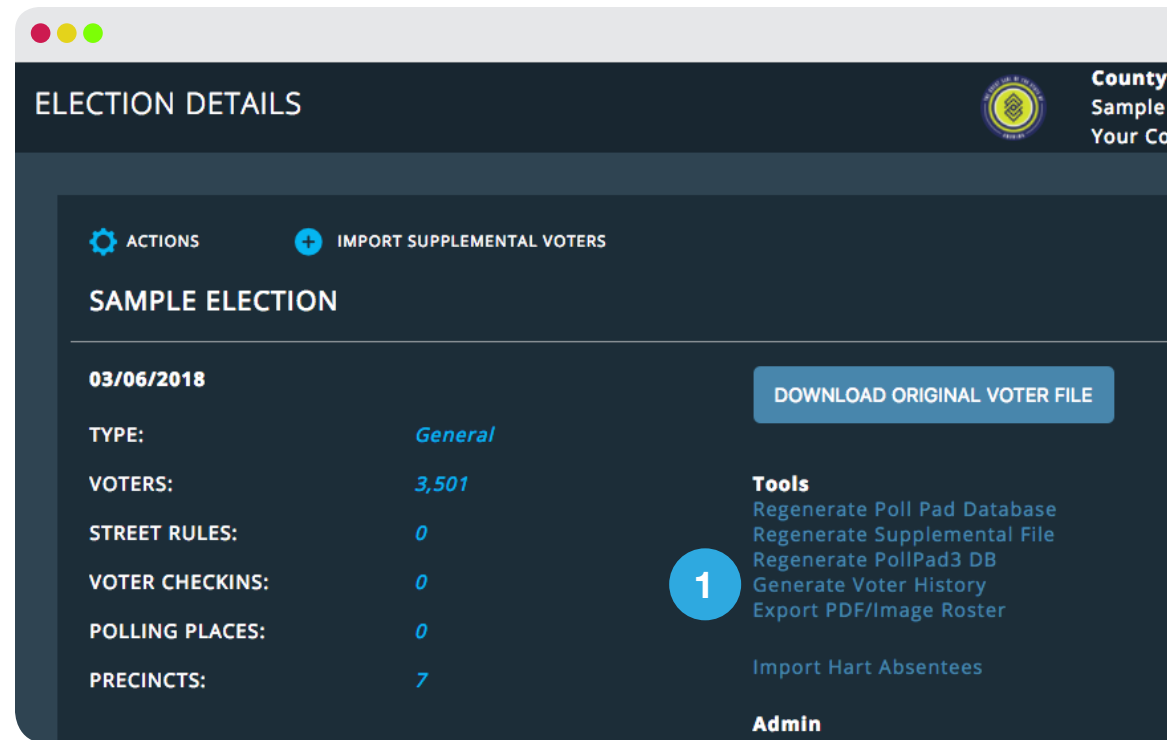 ELECTION DETAILS
County
Sample
Your Co
ACTIONS
IMPORT SUPPLEMENTAL VOTERS
SAMPLE ELECTION
03/06/2018
DOWNLOAD ORIGINAL VOTER FILE
TYPE: General
VOTERS: 3,501
STREET RULES: 0
VOTER CHECKINS: 0
POLLING PLACES: 0
PRECINCTS: 7
Tools
Regenerate Poll Pad Database
Regenerate Supplemental File
Regenerate PollPad3 DB
1
Generate Voter History
Export PDF/Image Roster
Import Hart Absentees
Admin